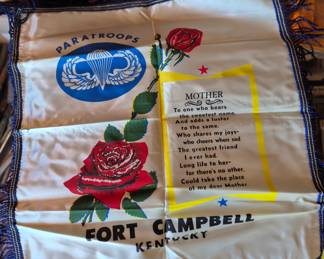 PARATROOPS
MOTHER
To one who bears
the sweetest name
And adds a luster
to the same
Who shares my joys-
who cheers when sad
The greatest friend
I ever had.
Long life to her-
for there's no other,
Could take the place
of my dear Mother.
FORT CAMPBELL
KENTUCKY